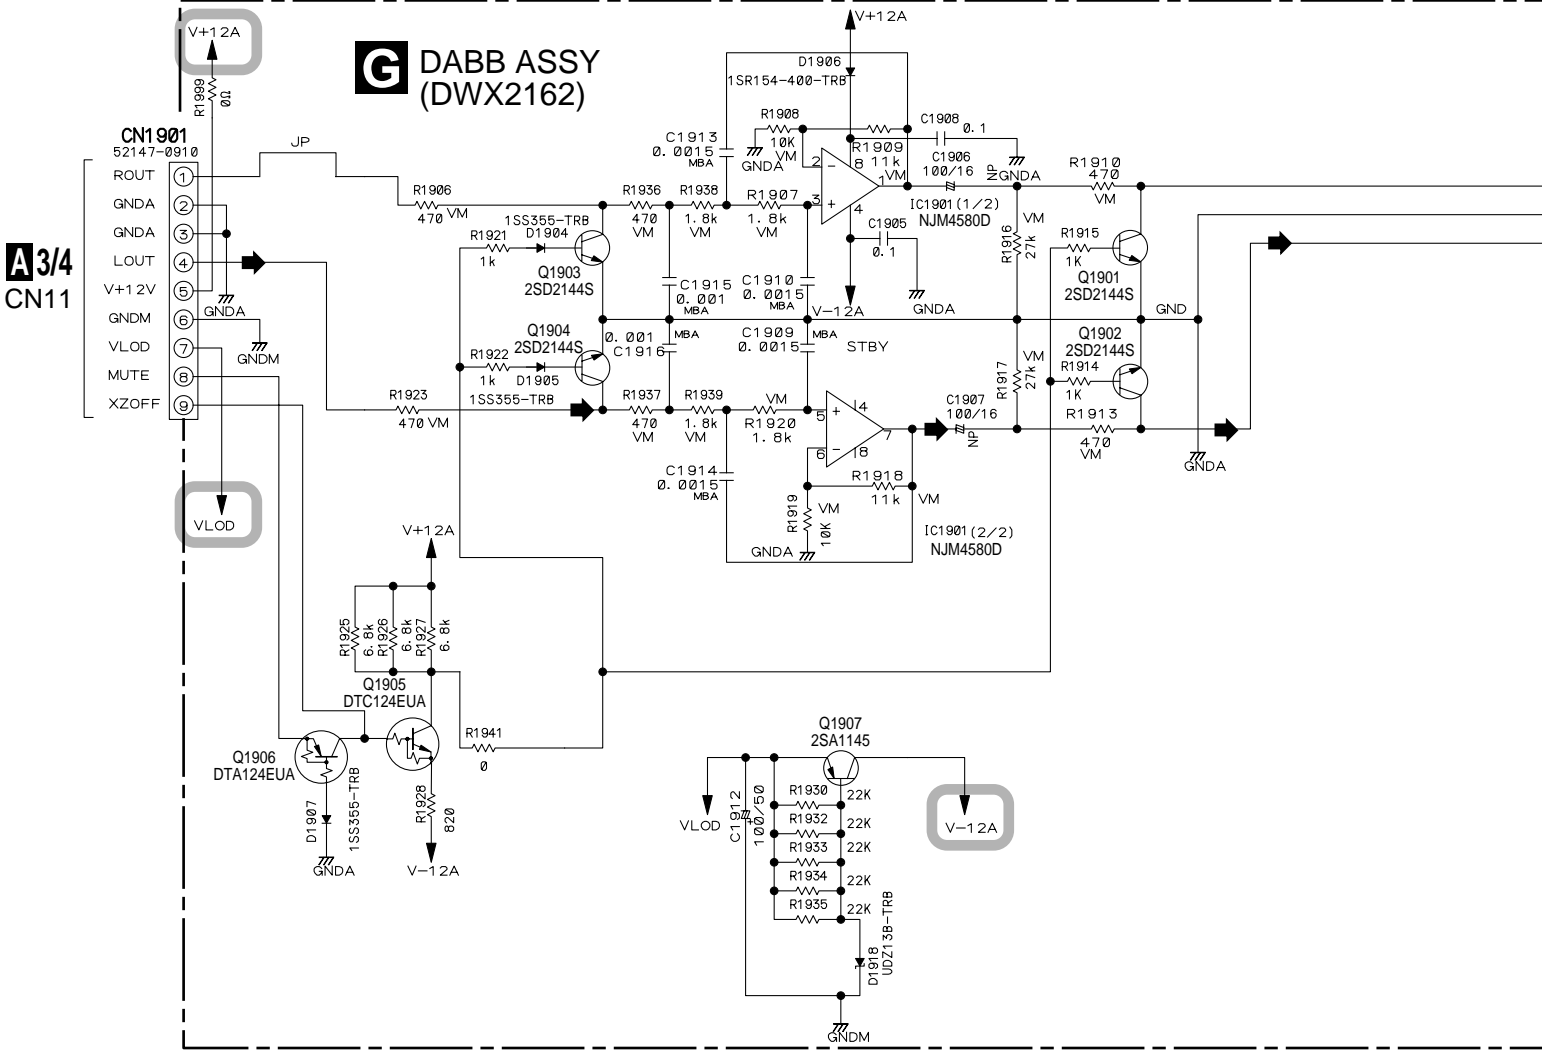 V+12A
R1999
0Ω
G
DABB ASSY
(DWX2162)
CN1901
52147-0910
JP
ROUT 1
GNDA 2
GNDA 3
LOUT 4
V+12V 5
GNDM 6
VLOD 7
MUTE 8
XZOFF 9
A 3/4
CN11
GNDA
GNDM
VLOD
R1906
470 VM
R1921
1k
1SS355-TRB
D1904
Q1903
2SD2144S
Q1904
2SD2144S
R1922
1k
D1905
1SS355-TRB
R1923
470 VM
R1936
470
VM
R1938
1.8k
VM
R1907
1.8k
VM
C1913
0.0015
MBA
C1915
0.001
MBA
C1910
0.0015
MBA
0.001
C1916
MBA
C1909
0.0015
MBA
STBY
R1937
470
VM
R1939
1.8k
VM
VM
R1920
1.8k
C1914
0.0015
MBA
V+12A
D1906
1SR154-400-TRB
R1908
10K
VM
GNDA
R1909
11k
VM
2
3
8
4
1
-
+
C1908
0.1
C1906
100/16
NP
GNDA
IC1901(1/2)
NJM4580D
C1905
0.1
GNDA
V-12A
5
6
+
-
4
8
7
R1918
11k
VM
R1919
10K
VM
GNDA
IC1901(2/2)
NJM4580D
C1907
100/16
NP
R1916
27k
VM
R1917
27k
VM
R1910
470
VM
R1915
1K
Q1901
2SD2144S
GND
Q1902
2SD2144S
R1914
1K
R1913
470
VM
GNDA
V+12A
R1925
6.8k
R1926
6.8k
R1927
6.8k
Q1905
DTC124EUA
Q1906
DTA124EUA
D1907
1SS355-TRB
GNDA
R1928
820
V-12A
R1941
0
Q1907
2SA1145
VLOD
C1912
100/50
+
R1930
22K
R1932
22K
R1933
22K
R1934
22K
R1935
22K
D1918
UDZ13B-TRB
GNDM
V-12A